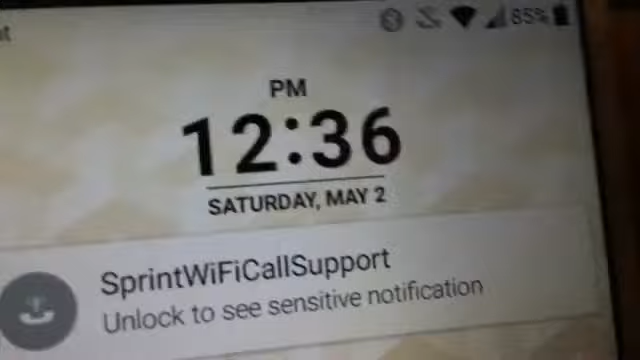 85%
PM
12:36
SATURDAY, MAY 2
SprintWiFiCallSupport
Unlock to see sensitive notification